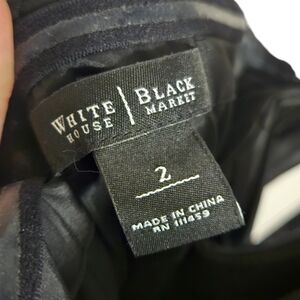 WHITE | BLACK
HOUSE | MARKET
2
MADE IN CHINA
RN 111459